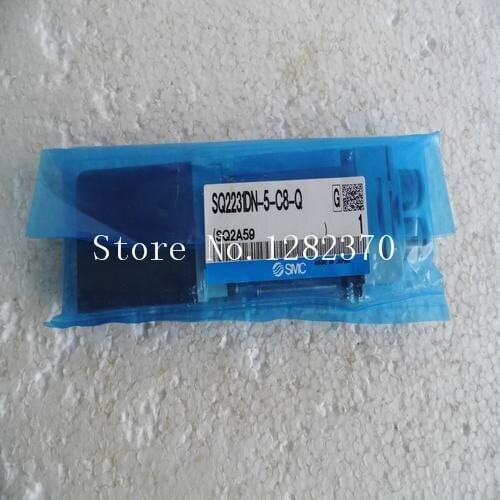 SQ2231DN-5-C8-Q
G
(SQ2A59 )
1
Store No. :1282370
SMC